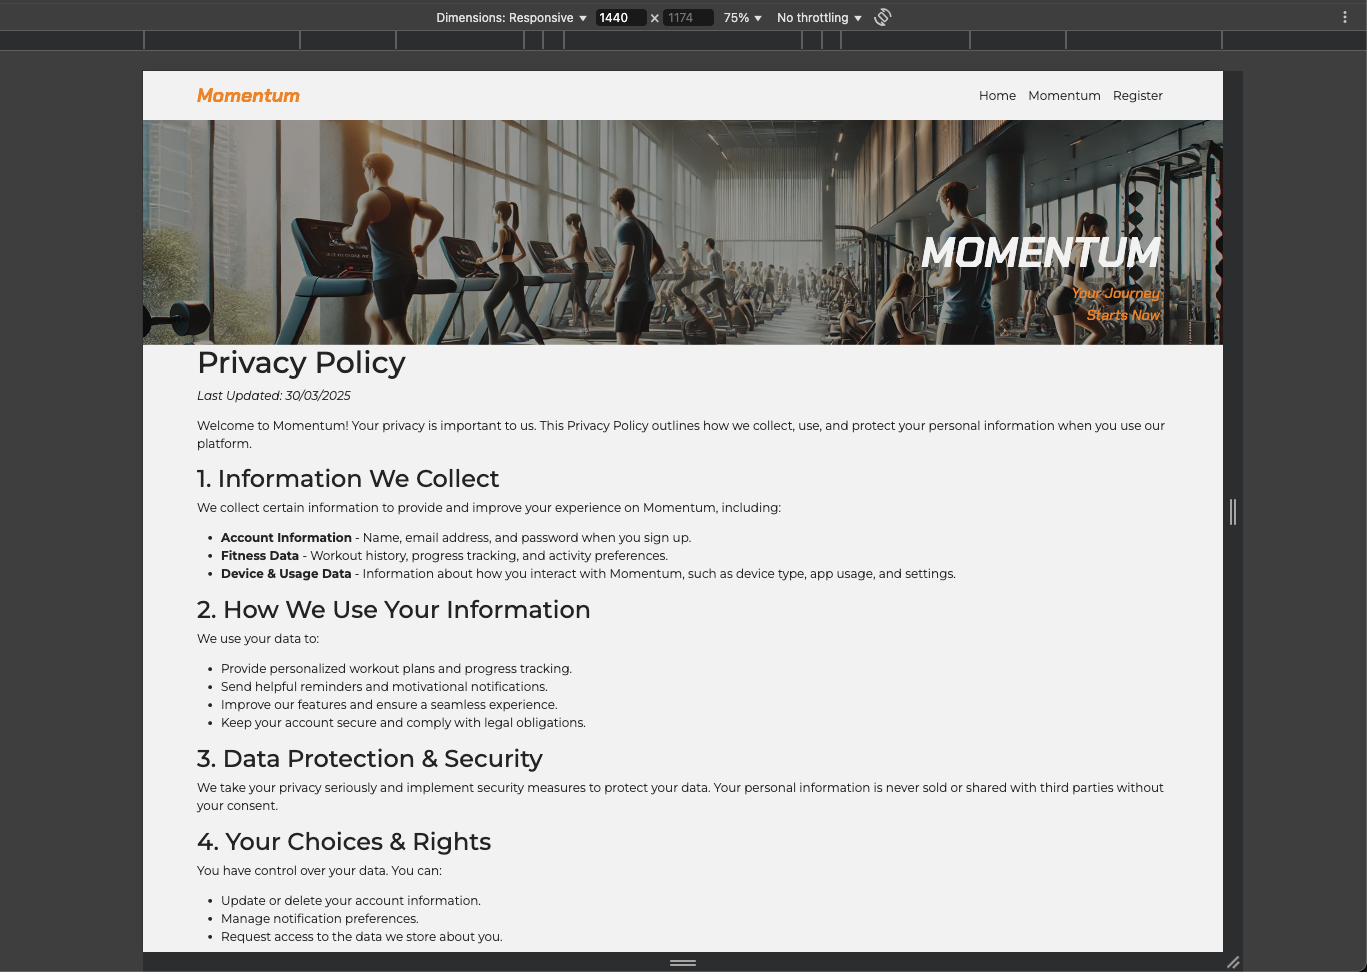 Dimensions: Responsive 1440 × 1174 75% No throttling
Momentum
Home Momentum Register
MOMENTUM
Your Journey
Starts Now
Privacy Policy
Last Updated: 30/03/2025
Welcome to Momentum! Your privacy is important to us. This Privacy Policy outlines how we collect, use, and protect your personal information when you use our
platform.
1. Information We Collect
We collect certain information to provide and improve your experience on Momentum, including:
• Account Information - Name, email address, and password when you sign up.
• Fitness Data - Workout history, progress tracking, and activity preferences.
• Device & Usage Data - Information about how you interact with Momentum, such as device type, app usage, and settings.
2. How We Use Your Information
We use your data to:
• Provide personalized workout plans and progress tracking.
• Send helpful reminders and motivational notifications.
• Improve our features and ensure a seamless experience.
• Keep your account secure and comply with legal obligations.
3. Data Protection & Security
We take your privacy seriously and implement security measures to protect your data. Your personal information is never sold or shared with third parties without
your consent.
4. Your Choices & Rights
You have control over your data. You can:
• Update or delete your account information.
• Manage notification preferences.
• Request access to the data we store about you.